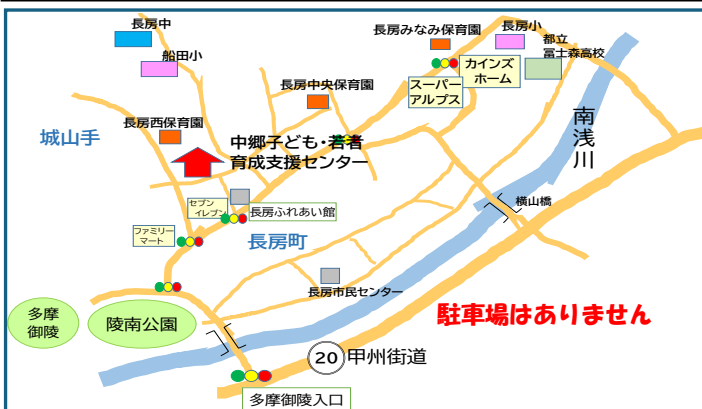 長房中
船田小
長房みなみ保育園
長房小
都立
富士森高校
カインズ
ホーム
スーパー
アルプス
長房中央保育園
南浅川
長房西保育園
城山手
中郷子ども・若者
育成支援センター
セブン
イレブン
長房ふれあい館
横山橋
ファミリー
マート
長房町
長房市民センター
多摩
御陵
陵南公園
駐車場はありません
20 甲州街道
多摩御陵入口